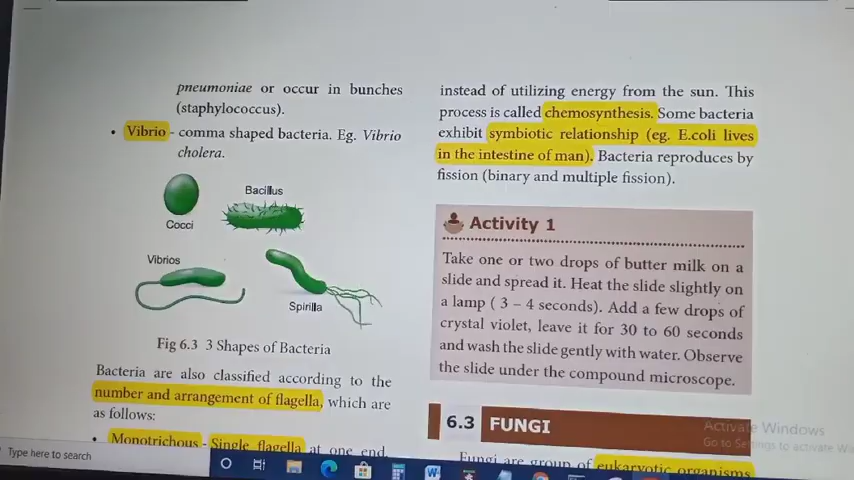 pneumoniae or occur in bunches
(staphylococcus).
• Vibrio - comma shaped bacteria. Eg. Vibrio
cholera.
Cocci
Bacillus
Vibrios
Spirilla
Fig 6.3 3 Shapes of Bacteria
Bacteria are also classified according to the
number and arrangement of flagella, which are
as follows:
• Monotrichous - Single flagella at one end.
instead of utilizing energy from the sun. This
process is called chemosynthesis. Some bacteria
exhibit symbiotic relationship (eg. E.coli lives
in the intestine of man). Bacteria reproduces by
fission (binary and multiple fission).
Activity 1
Take one or two drops of butter milk on a
slide and spread it. Heat the slide slightly on
a lamp ( 3 – 4 seconds). Add a few drops of
crystal violet, leave it for 30 to 60 seconds
and wash the slide gently with water. Observe
the slide under the compound microscope.
6.3 FUNGI
Fungi are group of eukaryotic organisms
Activate Windows
Go to Settings to activate
Type here to search